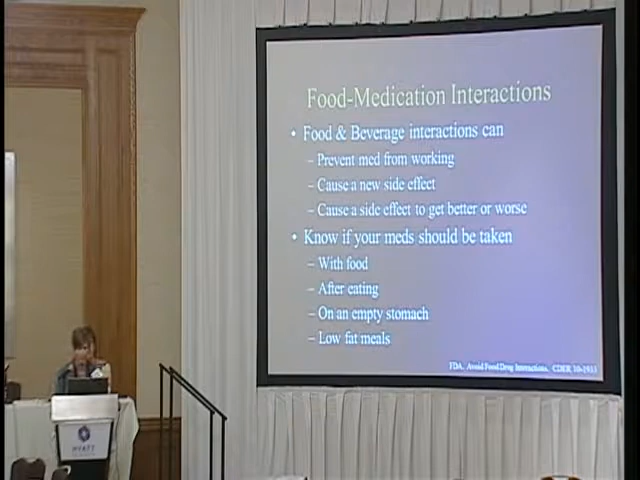 Food-Medication Interactions
• Food & Beverage interactions can
– Prevent med from working
– Cause a new side effect
– Cause a side effect to get better or worse
• Know if your meds should be taken
– With food
– After eating
– On an empty stomach
– Low fat meals
FDA. Avoid Food Drug Interactions. CDER 10-1933
HYATT